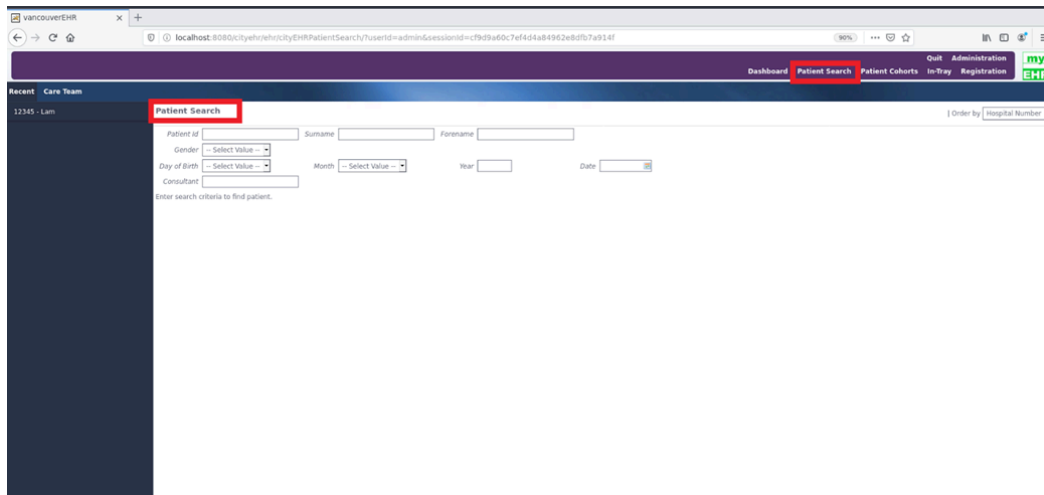 vancouverEHR × +
localhost:8080/cityehr/ehr/cityEHRPatientSearch/?userId=admin&sessionId=cf9d9a60c7ef4d4a84962e8dfb7a914f 90%
Quit Administration
Dashboard Patient Search Patient Cohorts In-Tray Registration
my
EHR
Recent Care Team
12345 - Lam
Patient Search
| Order by Hospital Number
Patient Id Surname Forename
Gender -- Select Value --
Day of Birth -- Select Value -- Month -- Select Value -- Year Date
Consultant
Enter search criteria to find patient.